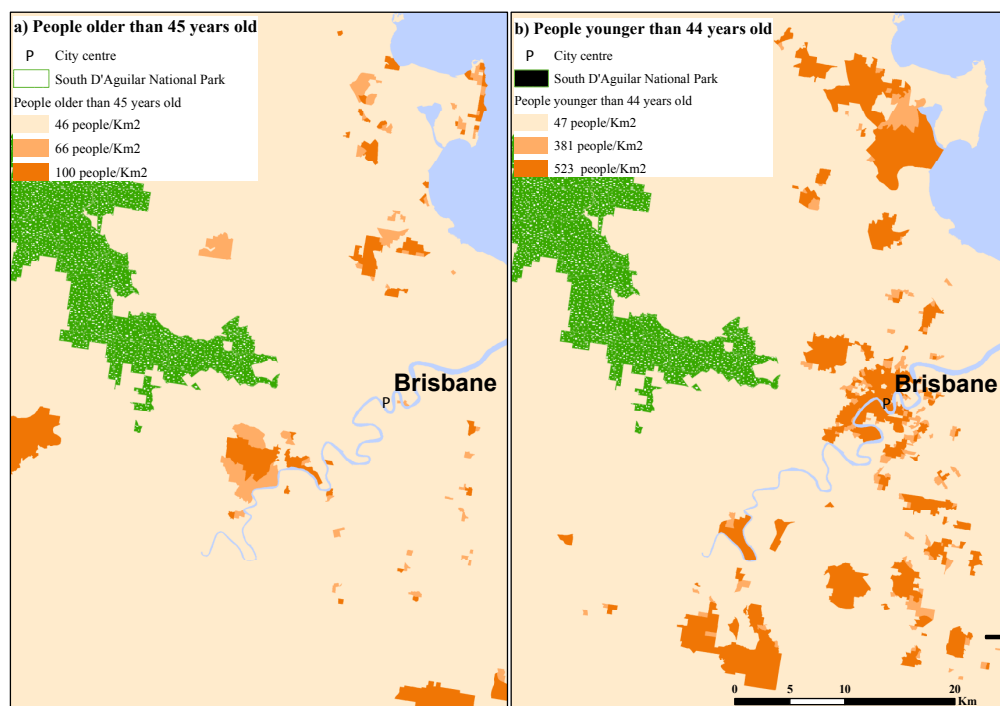 a) People older than 45 years old
P City centre
South D'Aguilar National Park
People older than 45 years old
46 people/Km2
66 people/Km2
100 people/Km2
Brisbane
P
b) People younger than 44 years old
P City centre
South D'Aguilar National Park
People younger than 44 years old
47 people/Km2
381 people/Km2
523 people/Km2
Brisbane
P
0 5 10 20
Km